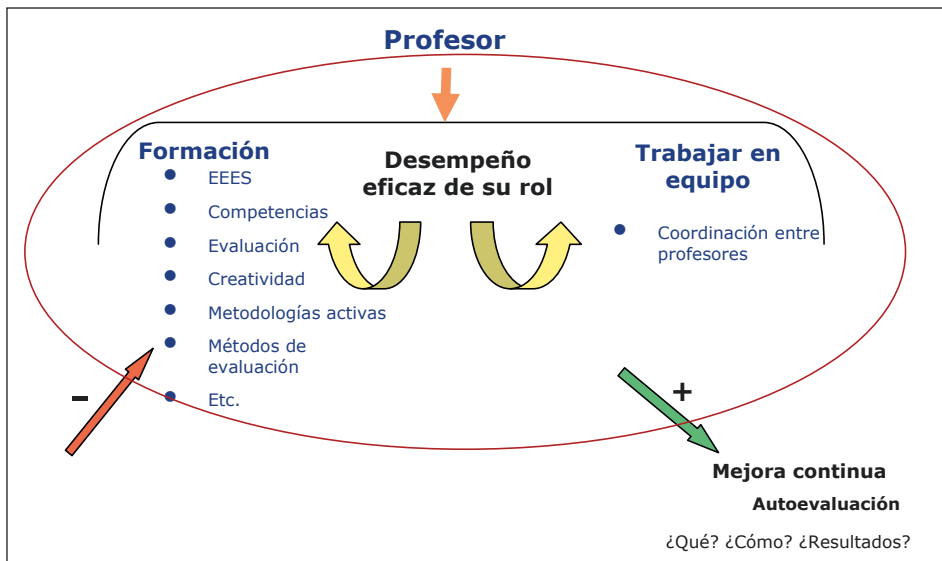 Profesor
Formación
• EEES
• Competencias
• Evaluación
• Creatividad
• Metodologías activas
• Métodos de
evaluación
• Etc.
Desempeño
eficaz de su rol
Trabajar en
equipo
• Coordinación entre
profesores
–
+
Mejora continua
Autoevaluación
¿Qué? ¿Cómo? ¿Resultados?